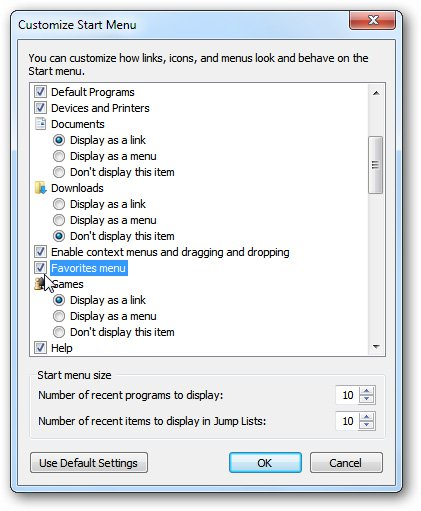 Customize Start Menu
You can customize how links, icons, and menus look and behave on the
Start menu.
Default Programs
Devices and Printers
Documents
Display as a link
Display as a menu
Don't display this item
Downloads
Display as a link
Display as a menu
Don't display this item
Enable context menus and dragging and dropping
Favorites menu
Games
Display as a link
Display as a menu
Don't display this item
Help
Start menu size
Number of recent programs to display: 10
Number of recent items to display in Jump Lists: 10
Use Default Settings OK Cancel